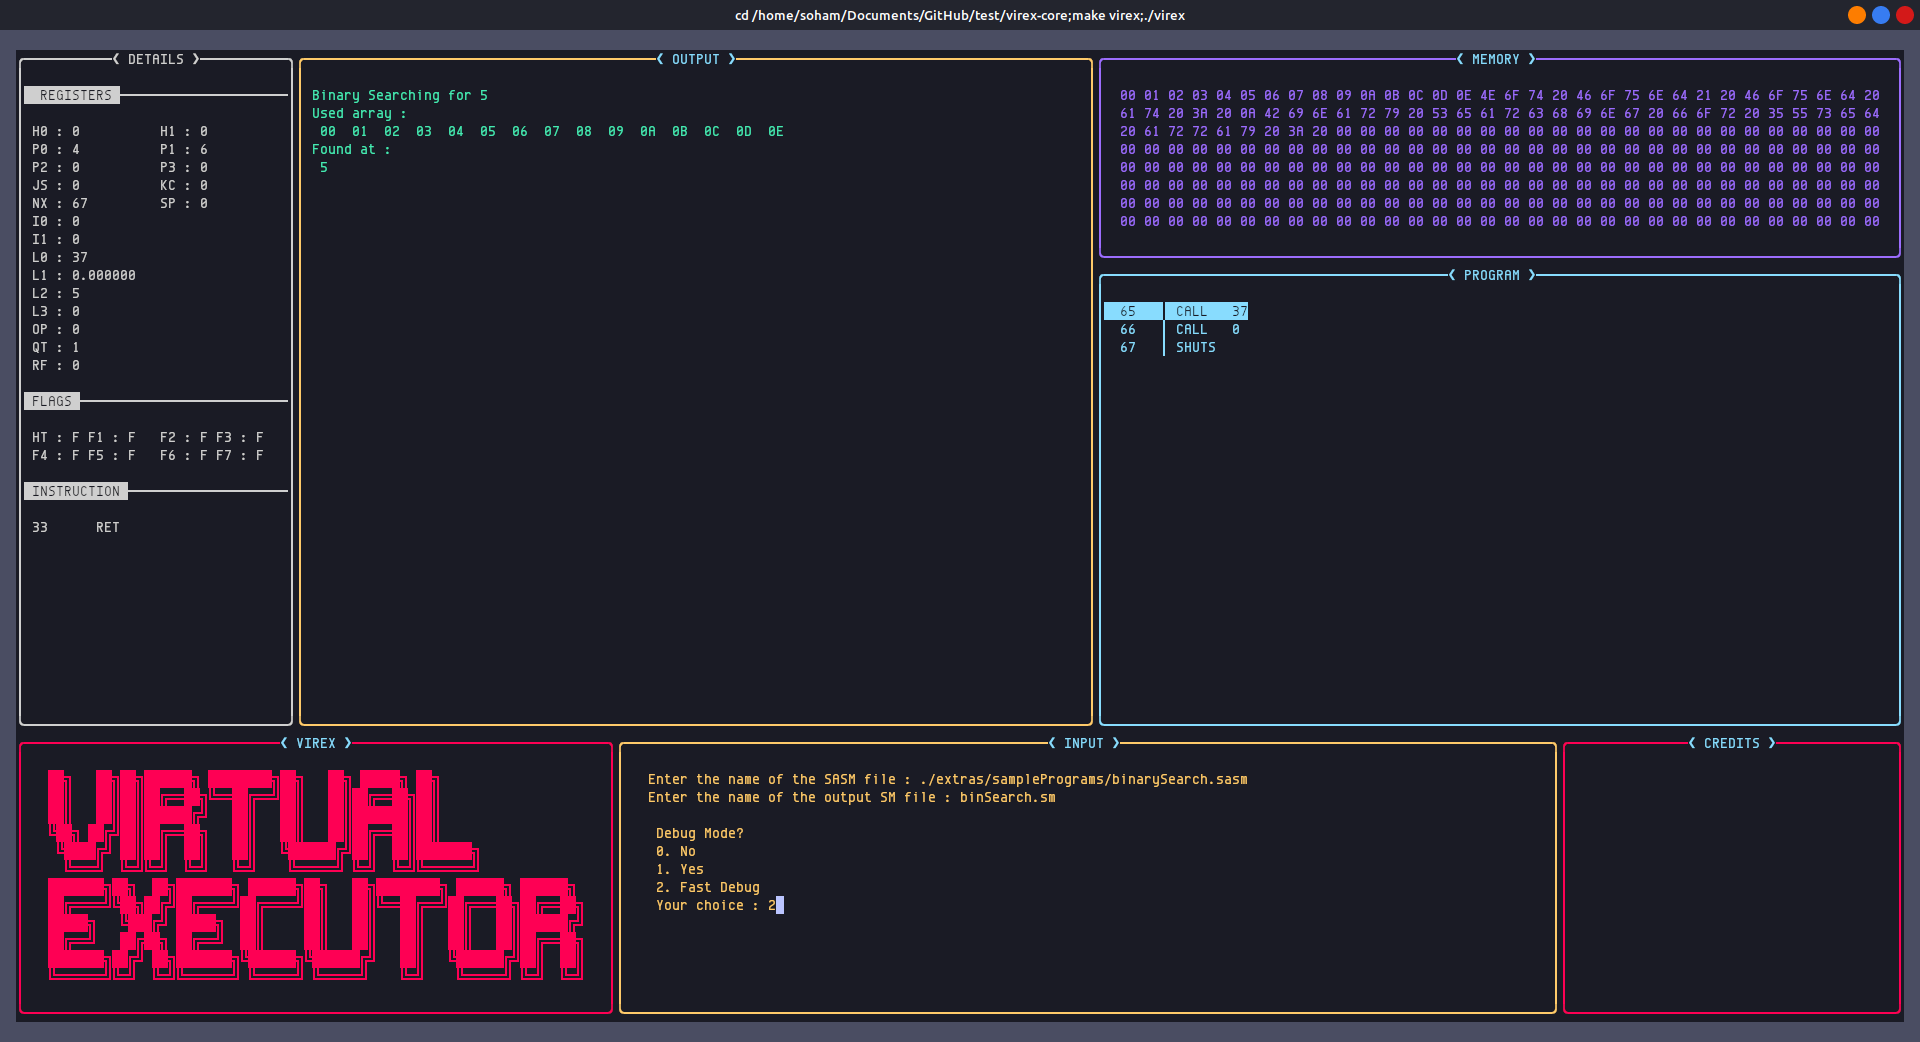 cd /home/soham/Documents/GitHub/test/virex-core;make virex;./virex
❮ DETAILS ❯
REGISTERS
H0 : 0 H1 : 0
P0 : 4 P1 : 6
P2 : 0 P3 : 0
JS : 0 KC : 0
NX : 67 SP : 0
I0 : 0
I1 : 0
L0 : 37
L1 : 0.000000
L2 : 5
L3 : 0
OP : 0
QT : 1
RF : 0
FLAGS
HT : F F1 : F F2 : F F3 : F
F4 : F F5 : F F6 : F F7 : F
INSTRUCTION
33 RET
❮ OUTPUT ❯
Binary Searching for 5
Used array :
00 01 02 03 04 05 06 07 08 09 0A 0B 0C 0D 0E
Found at :
5
❮ MEMORY ❯
00 01 02 03 04 05 06 07 08 09 0A 0B 0C 0D 0E 4E 6F 74 20 46 6F 75 6E 64 21 20 46 6F 75 6E 64 20
61 74 20 3A 20 0A 42 69 6E 61 72 79 20 53 65 61 72 63 68 69 6E 67 20 66 6F 72 20 35 55 73 65 64
20 61 72 72 61 79 20 3A 20 00 00 00 00 00 00 00 00 00 00 00 00 00 00 00 00 00 00 00 00 00 00 00
00 00 00 00 00 00 00 00 00 00 00 00 00 00 00 00 00 00 00 00 00 00 00 00 00 00 00 00 00 00 00 00
00 00 00 00 00 00 00 00 00 00 00 00 00 00 00 00 00 00 00 00 00 00 00 00 00 00 00 00 00 00 00 00
00 00 00 00 00 00 00 00 00 00 00 00 00 00 00 00 00 00 00 00 00 00 00 00 00 00 00 00 00 00 00 00
00 00 00 00 00 00 00 00 00 00 00 00 00 00 00 00 00 00 00 00 00 00 00 00 00 00 00 00 00 00 00 00
00 00 00 00 00 00 00 00 00 00 00 00 00 00 00 00 00 00 00 00 00 00 00 00 00 00 00 00 00 00 00 00
❮ PROGRAM ❯
65 CALL 37
66 CALL 0
67 SHUTS
❮ VIREX ❯
VIRTUAL
EXECUTOR
❮ INPUT ❯
Enter the name of the SASM file : ./extras/samplePrograms/binarySearch.sasm
Enter the name of the output SM file : binSearch.sm
Debug Mode?
0. No
1. Yes
2. Fast Debug
Your choice : 2
❮ CREDITS ❯